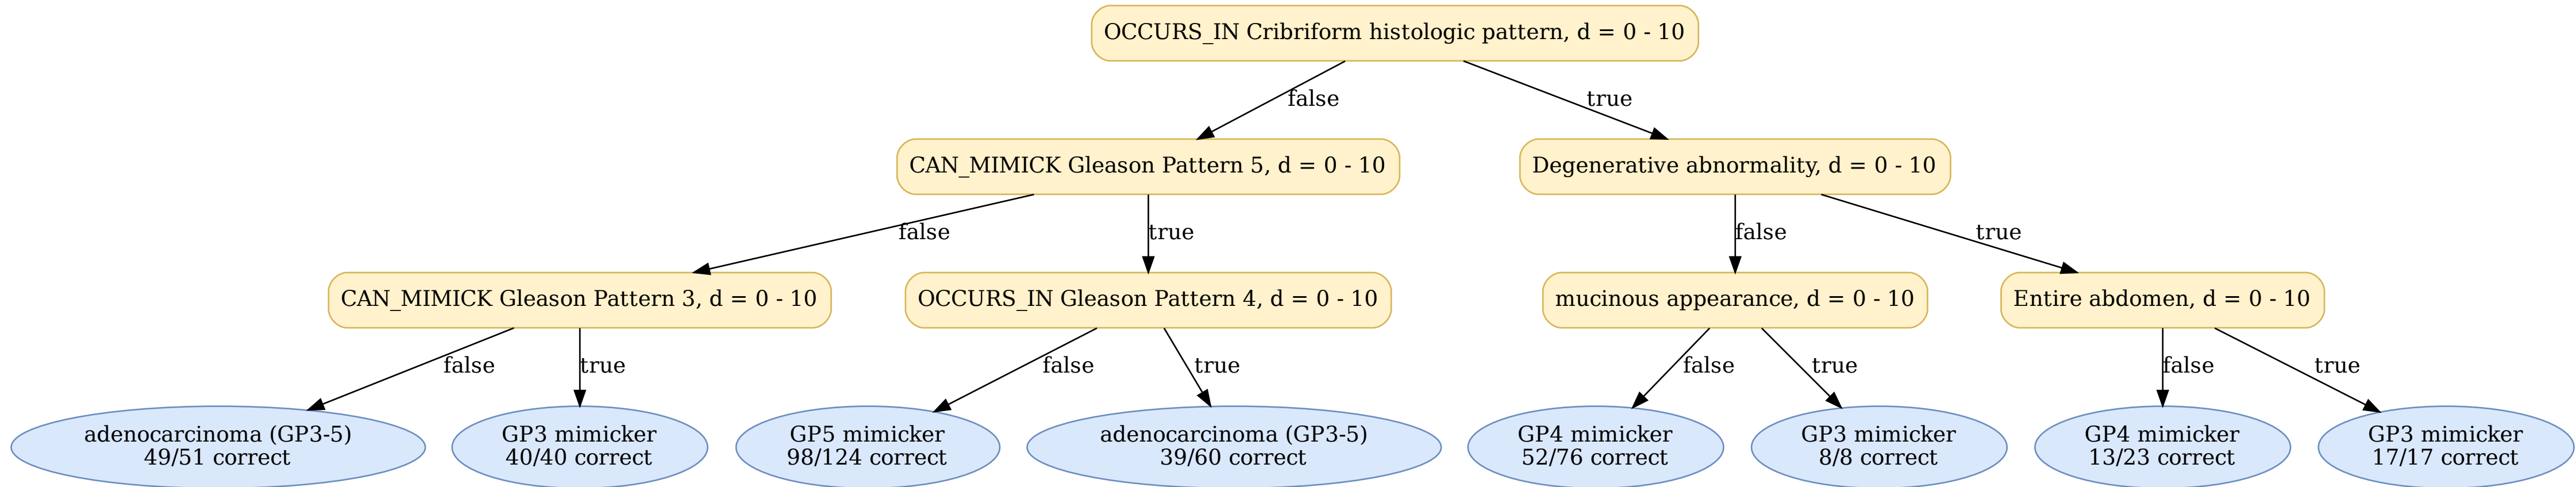 OCCURS_IN Cribriform histologic pattern, d = 0 - 10
false
true
CAN_MIMICK Gleason Pattern 5, d = 0 - 10
Degenerative abnormality, d = 0 - 10
false
true
false
true
CAN_MIMICK Gleason Pattern 3, d = 0 - 10
OCCURS_IN Gleason Pattern 4, d = 0 - 10
mucinous appearance, d = 0 - 10
Entire abdomen, d = 0 - 10
false
true
false
true
false
true
false
true
adenocarcinoma (GP3-5)
49/51 correct
GP3 mimicker
40/40 correct
GP5 mimicker
98/124 correct
adenocarcinoma (GP3-5)
39/60 correct
GP4 mimicker
52/76 correct
GP3 mimicker
8/8 correct
GP4 mimicker
13/23 correct
GP3 mimicker
17/17 correct